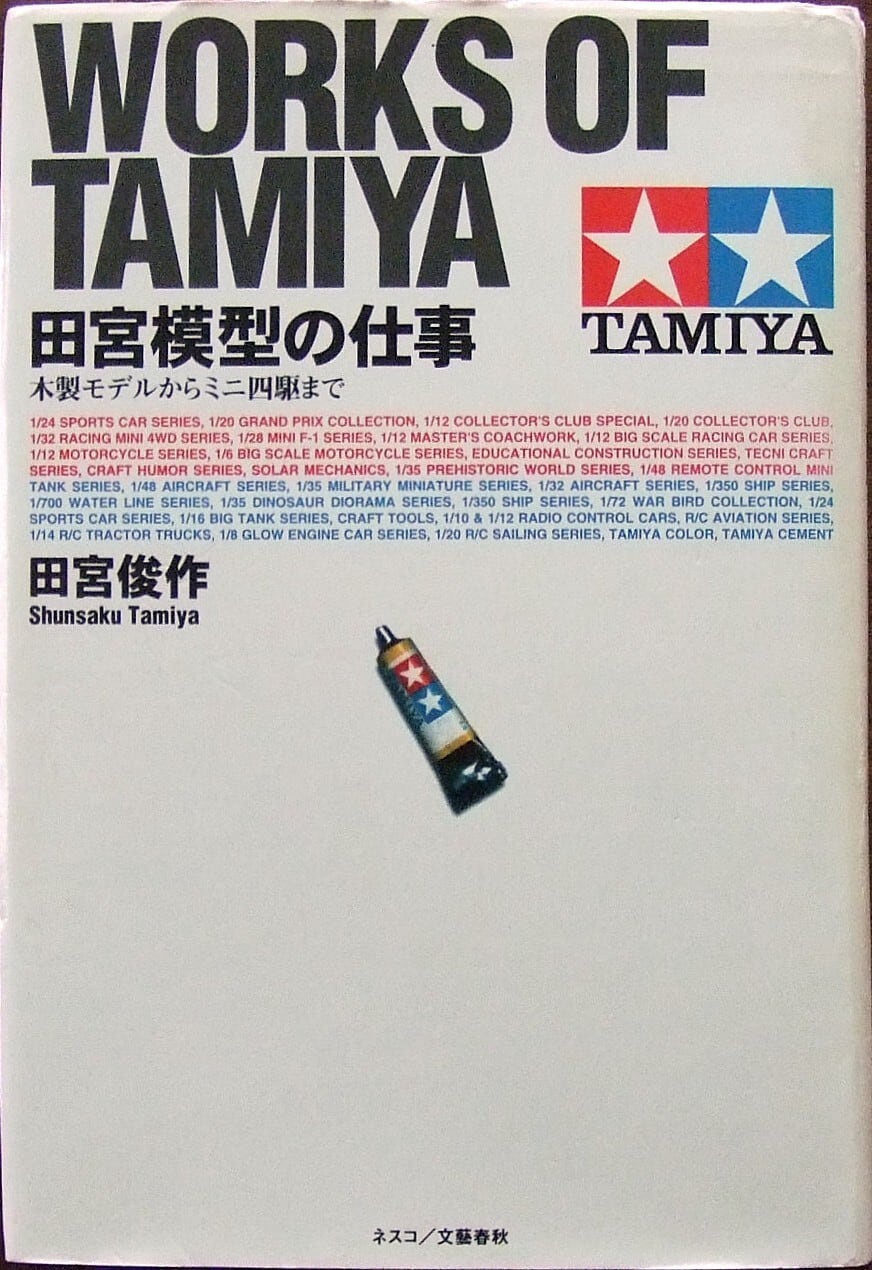 WORKS OF
TAMIYA
TAMIYA
田宮模型の仕事
木製モデルからミニ四駆まで
1/24 SPORTS CAR SERIES, 1/20 GRAND PRIX COLLECTION, 1/12 COLLECTOR'S CLUB SPECIAL, 1/20 COLLECTOR'S CLUB,
1/32 RACING MINI 4WD SERIES, 1/28 MINI F-1 SERIES, 1/12 MASTER'S COACHWORK, 1/12 BIG SCALE RACING CAR SERIES,
1/12 MOTORCYCLE SERIES, 1/6 BIG SCALE MOTORCYCLE SERIES, EDUCATIONAL CONSTRUCTION SERIES, TECNI CRAFT
SERIES, CRAFT HUMOR SERIES, SOLAR MECHANICS, 1/35 PREHISTORIC WORLD SERIES, 1/48 REMOTE CONTROL MINI
TANK SERIES, 1/48 AIRCRAFT SERIES, 1/35 MILITARY MINIATURE SERIES, 1/32 AIRCRAFT SERIES, 1/350 SHIP SERIES,
1/700 WATER LINE SERIES, 1/35 DINOSAUR DIORAMA SERIES, 1/350 SHIP SERIES, 1/72 WAR BIRD COLLECTION, 1/24
SPORTS CAR SERIES, 1/16 BIG TANK SERIES, CRAFT TOOLS, 1/10 & 1/12 RADIO CONTROL CARS, R/C AVIATION SERIES,
1/14 R/C TRACTOR TRUCKS, 1/8 GLOW ENGINE CAR SERIES, 1/20 R/C SAILING SERIES, TAMIYA COLOR, TAMIYA CEMENT
田宮俊作
Shunsaku Tamiya
ネスコ／文藝春秋